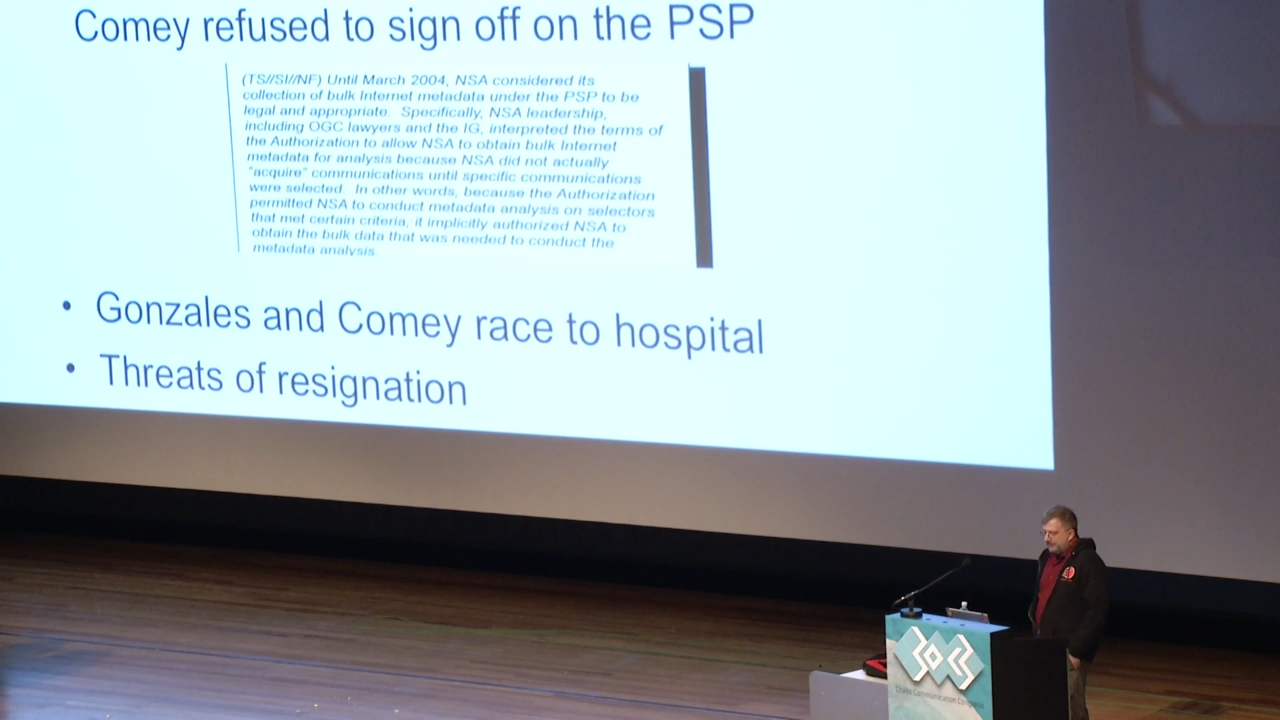 Comey refused to sign off on the PSP
(TS//SI//NF) Until March 2004, NSA considered its
collection of bulk Internet metadata under the PSP to be
legal and appropriate. Specifically, NSA leadership,
including OGC lawyers and the IG, interpreted the terms of
the Authorization to allow NSA to obtain bulk Internet
metadata for analysis because NSA did not actually
"acquire" communications until specific communications
were selected. In other words, because the Authorization
permitted NSA to conduct metadata analysis on selectors
that met certain criteria, it implicitly authorized NSA to
obtain the bulk data that was needed to conduct the
metadata analysis.
• Gonzales and Comey race to hospital
• Threats of resignation
30C3
Chaos Communication Congress